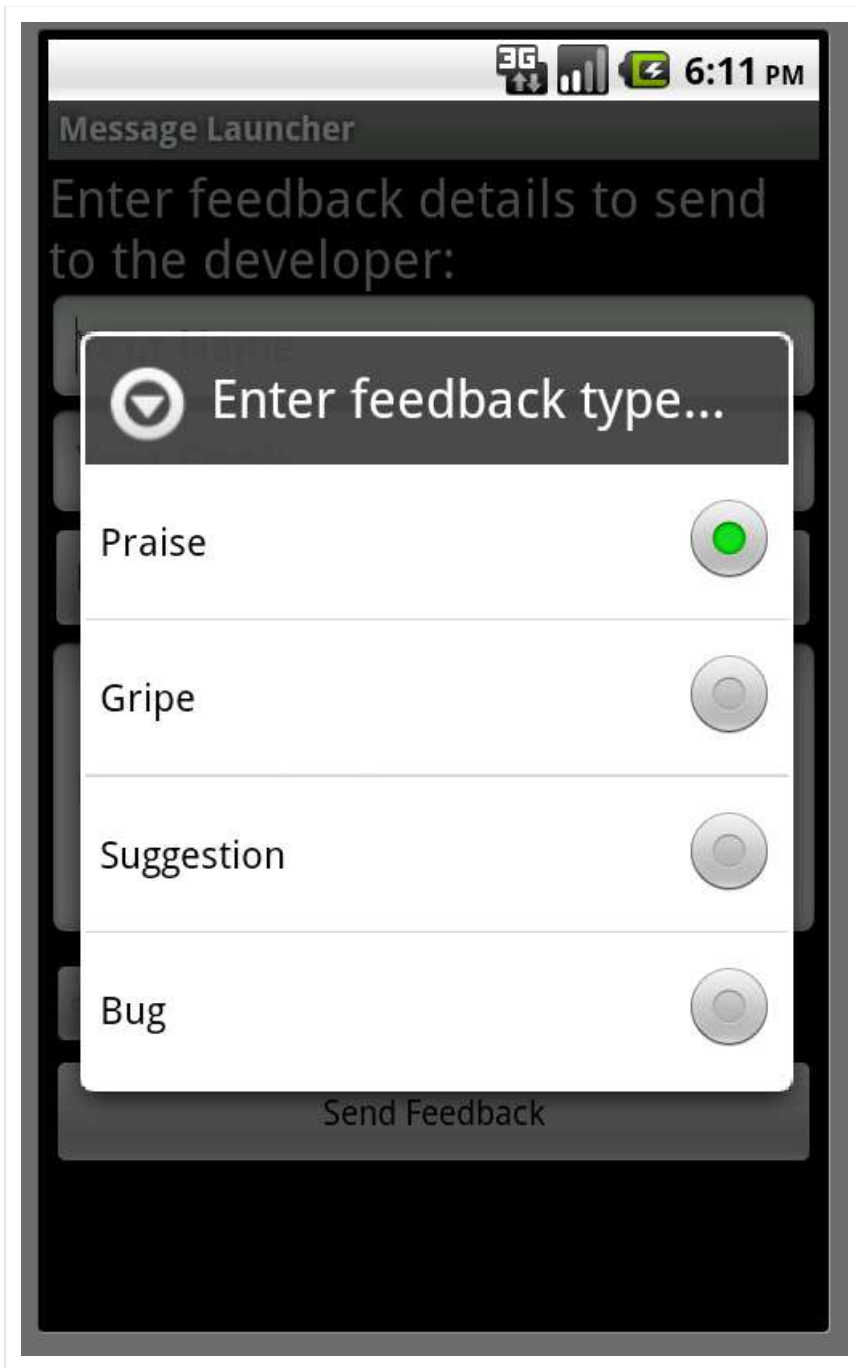 3G 6:11 PM
Message Launcher
Enter feedback details to send
to the developer:
Enter feedback type...
Praise
Gripe
Suggestion
Bug
Send Feedback